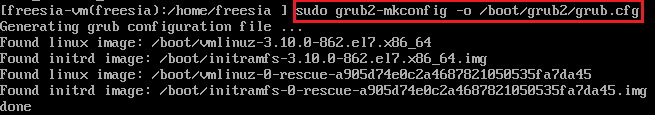 [freesia-vm(freesia):/home/freesia ] sudo grub2-mkconfig -o /boot/grub2/grub.cfg
Generating grub configuration file ...
Found linux image: /boot/vmlinuz-3.10.0-862.el7.x86_64
Found initrd image: /boot/initramfs-3.10.0-862.el7.x86_64.img
Found linux image: /boot/vmlinuz-0-rescue-a905d74e0c2a4687821050535fa7da45
Found initrd image: /boot/initramfs-0-rescue-a905d74e0c2a4687821050535fa7da45.img
done